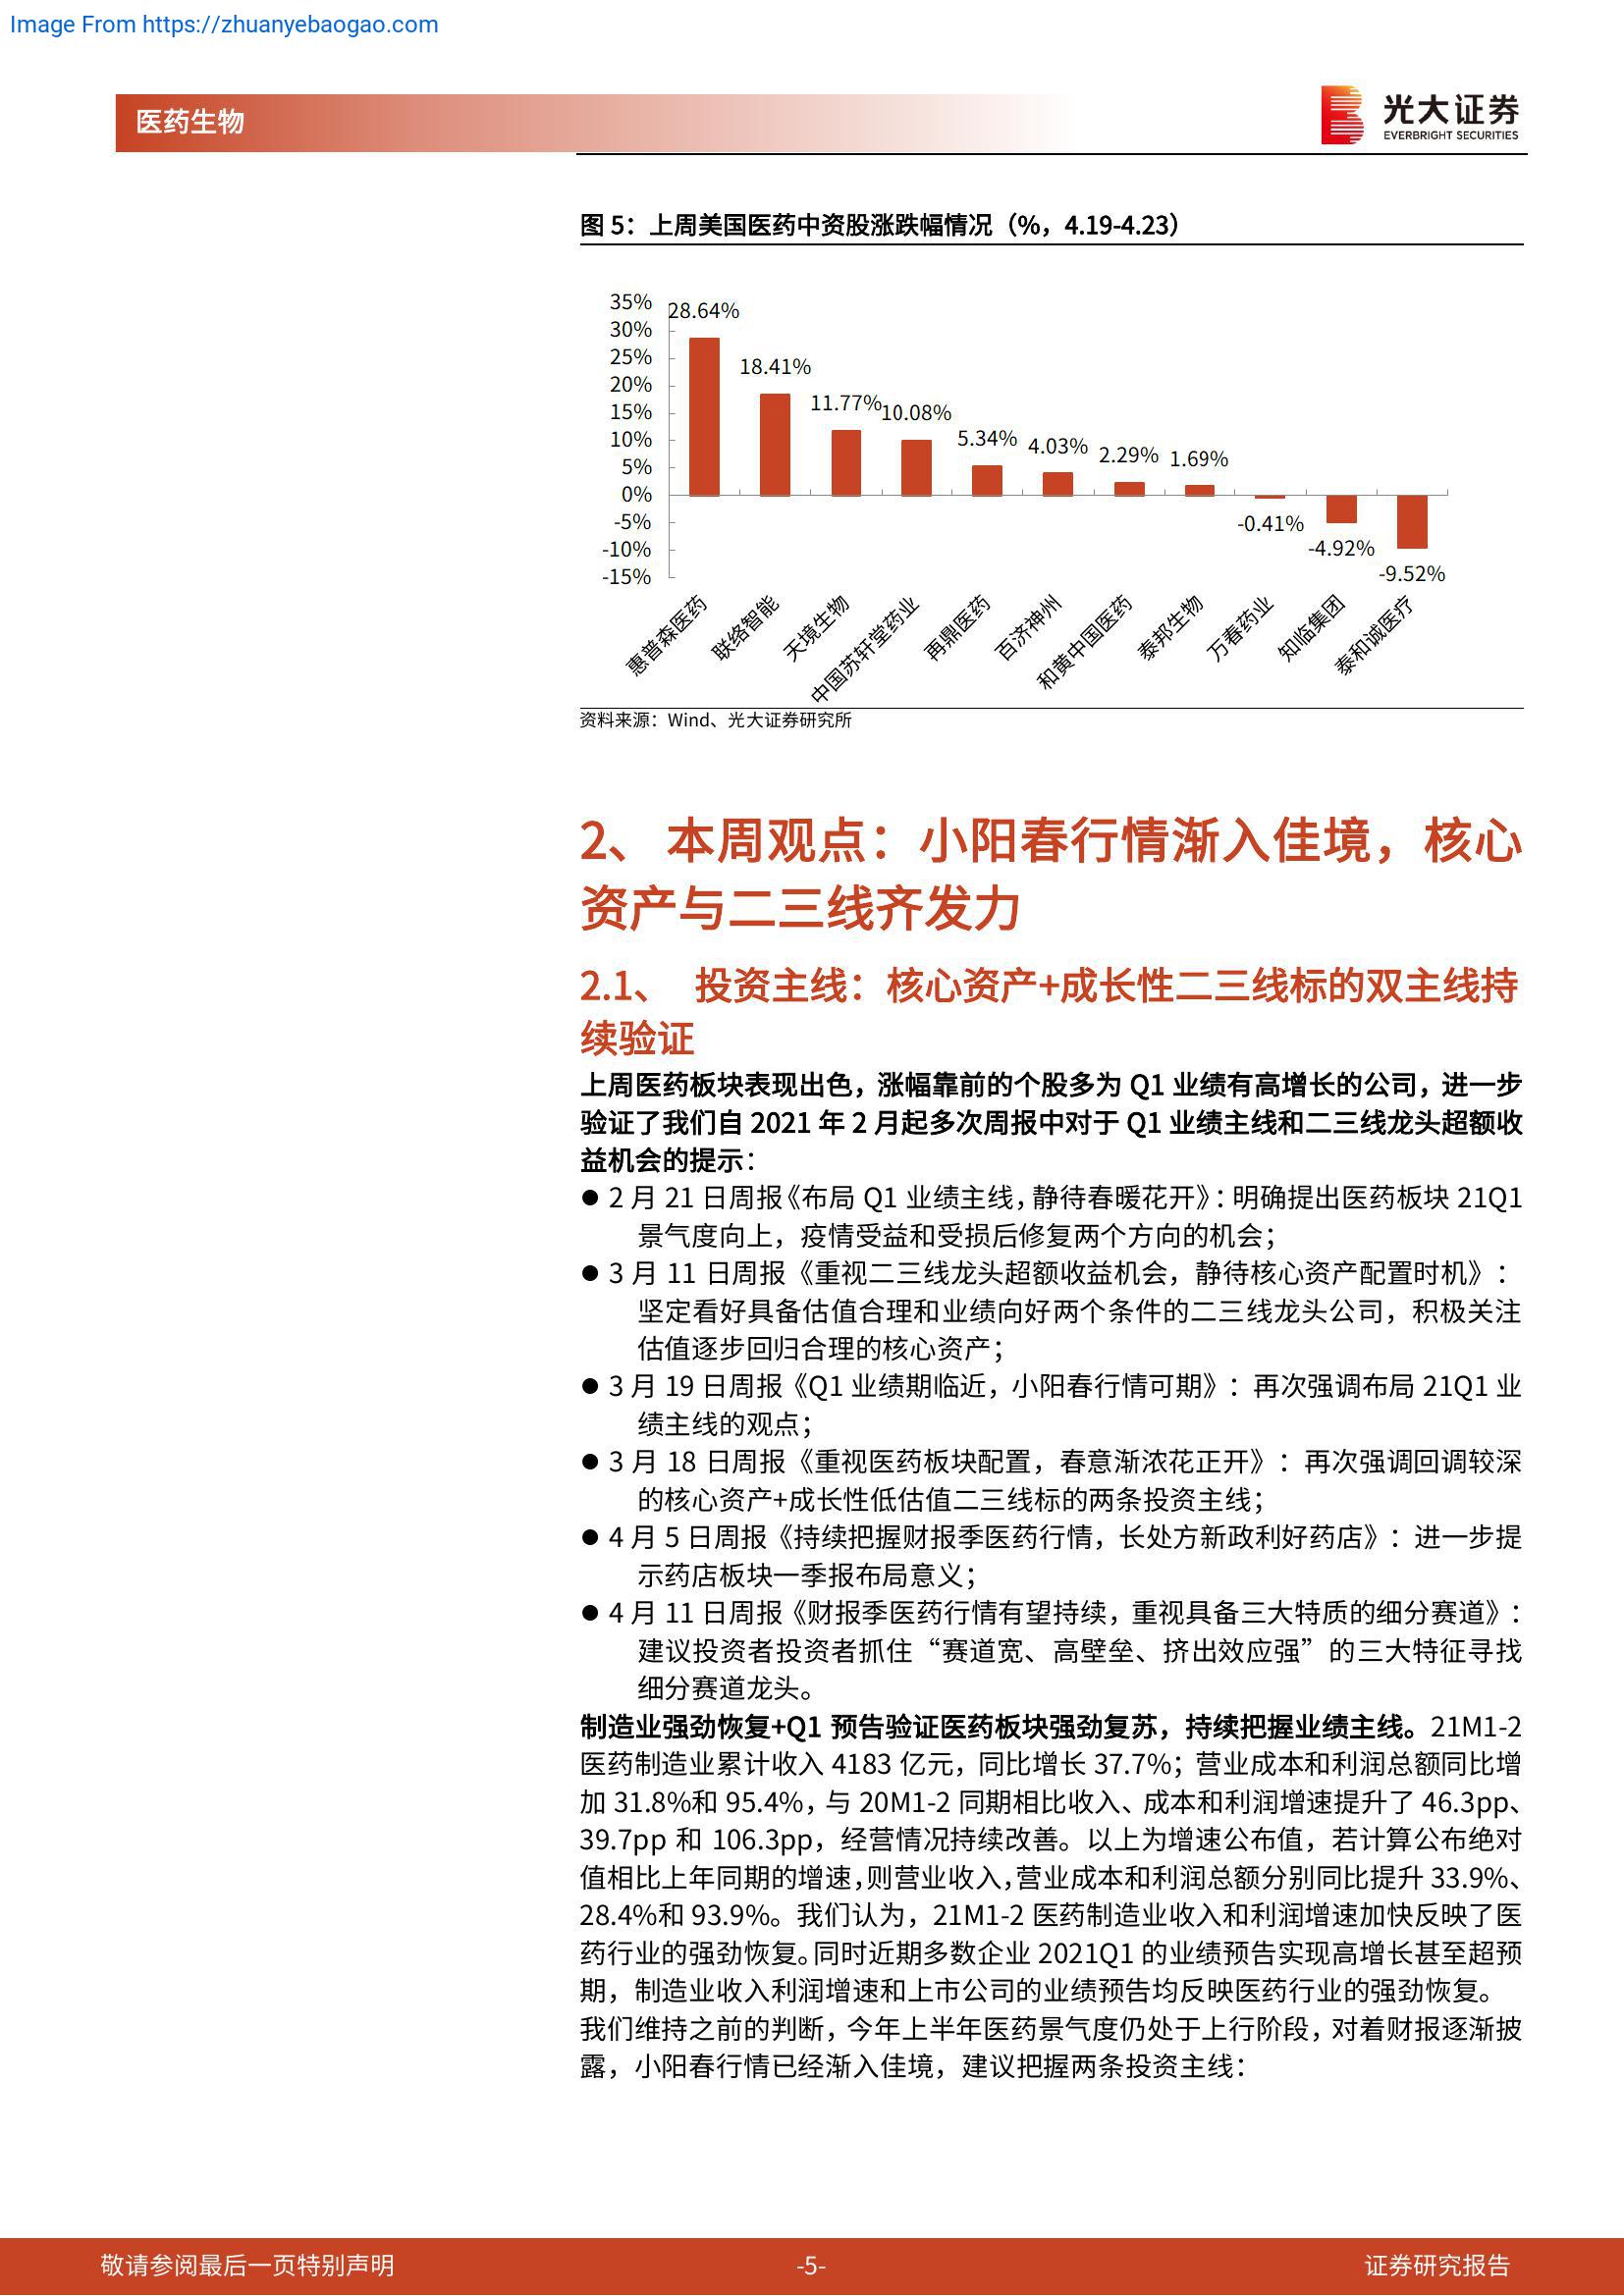 Image From https://zhuanyebaogao.com
医药生物
光大证券
EVERBRIGHT SECURITIES
图 5：上周美国医药中资股涨跌幅情况（%，4.19-4.23）
35%
30%
25%
20%
15%
10%
5%
0%
-5%
-10%
-15%
28.64%
18.41%
11.77%
10.08%
5.34%
4.03%
2.29%
1.69%
-0.41%
-4.92%
-9.52%
惠普森医药
联络智能
天境生物
中国苏轩堂药业
再鼎医药
百济神州
和黄中国医药
泰邦生物
万春药业
知临集团
泰和诚医疗
资料来源：Wind、光大证券研究所
2、 本周观点：小阳春行情渐入佳境，核心
资产与二三线齐发力
2.1、 投资主线：核心资产+成长性二三线标的双主线持
续验证
上周医药板块表现出色，涨幅靠前的个股多为 Q1 业绩有高增长的公司，进一步
验证了我们自 2021 年 2 月起多次周报中对于 Q1 业绩主线和二三线龙头超额收
益机会的提示：
● 2 月 21 日周报《布局 Q1 业绩主线，静待春暖花开》：明确提出医药板块 21Q1
景气度向上，疫情受益和受损后修复两个方向的机会；
● 3 月 11 日周报《重视二三线龙头超额收益机会，静待核心资产配置时机》：
坚定看好具备估值合理和业绩向好两个条件的二三线龙头公司，积极关注
估值逐步回归合理的核心资产；
● 3 月 19 日周报《Q1 业绩期临近，小阳春行情可期》：再次强调布局 21Q1 业
绩主线的观点；
● 3 月 18 日周报《重视医药板块配置，春意渐浓花正开》：再次强调回调较深
的核心资产+成长性低估值二三线标的两条投资主线；
● 4 月 5 日周报《持续把握财报季医药行情，长处方新政利好药店》：进一步提
示药店板块一季报布局意义；
● 4 月 11 日周报《财报季医药行情有望持续，重视具备三大特质的细分赛道》：
建议投资者投资者抓住“赛道宽、高壁垒、挤出效应强”的三大特征寻找
细分赛道龙头。
制造业强劲恢复+Q1 预告验证医药板块强劲复苏，持续把握业绩主线。21M1-2
医药制造业累计收入 4183 亿元，同比增长 37.7%；营业成本和利润总额同比增
加 31.8%和 95.4%，与 20M1-2 同期相比收入、成本和利润增速提升了 46.3pp、
39.7pp 和 106.3pp，经营情况持续改善。以上为增速公布值，若计算公布绝对
值相比上年同期的增速，则营业收入，营业成本和利润总额分别同比提升 33.9%、
28.4%和 93.9%。我们认为，21M1-2 医药制造业收入和利润增速加快反映了医
药行业的强劲恢复。同时近期多数企业 2021Q1 的业绩预告实现高增长甚至超预
期，制造业收入利润增速和上市公司的业绩预告均反映医药行业的强劲恢复。
我们维持之前的判断，今年上半年医药景气度仍处于上行阶段，对着财报逐渐披
露，小阳春行情已经渐入佳境，建议把握两条投资主线：
敬请参阅最后一页特别声明
-5-
证券研究报告